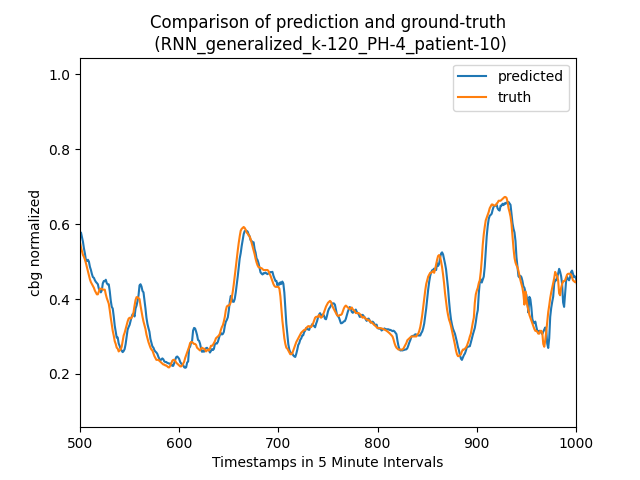 Comparison of prediction and ground-truth
(RNN_generalized_k-120_PH-4_patient-10)
predicted
truth
cbg normalized
1.0
0.8
0.6
0.4
0.2
500 600 700 800 900 1000
Timestamps in 5 Minute Intervals